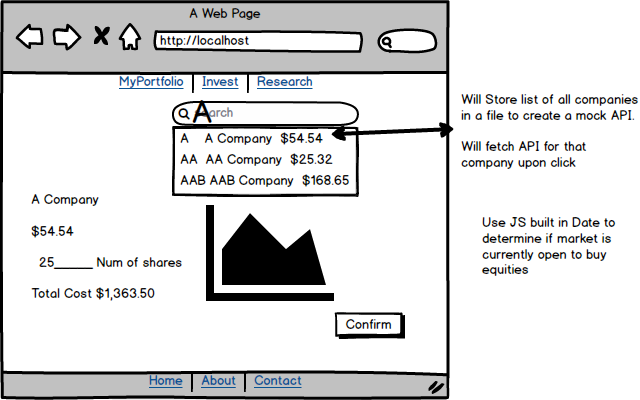 A Web Page
http://localhost
MyPortfolio Invest Research
A
Search
A A Company $54.54
AA AA Company $25.32
AAB AAB Company $168.65
A Company
$54.54
25______ Num of shares
Total Cost $1,363.50
Confirm
Home About Contact
Will Store list of all companies
in a file to create a mock API.
Will fetch API for that
company upon click
Use JS built in Date to
determine if market is
currently open to buy
equities